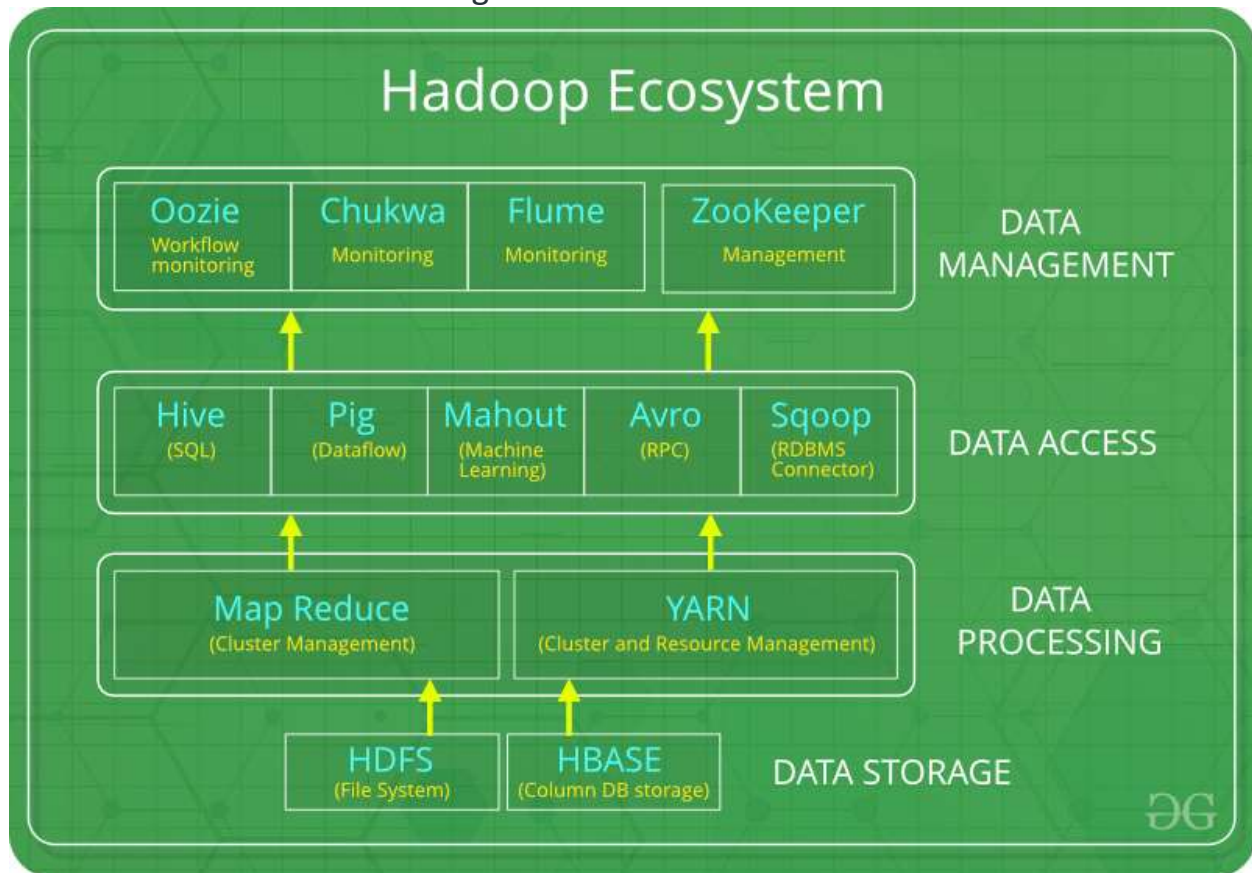 Hadoop Ecosystem
Oozie
Workflow
monitoring
Chukwa
Monitoring
Flume
Monitoring
ZooKeeper
Management
DATA
MANAGEMENT
Hive
(SQL)
Pig
(Dataflow)
Mahout
(Machine
Learning)
Avro
(RPC)
Sqoop
(RDBMS
Connector)
DATA ACCESS
Map Reduce
(Cluster Management)
YARN
(Cluster and Resource Management)
DATA
PROCESSING
HDFS
(File System)
HBASE
(Column DB storage)
DATA STORAGE